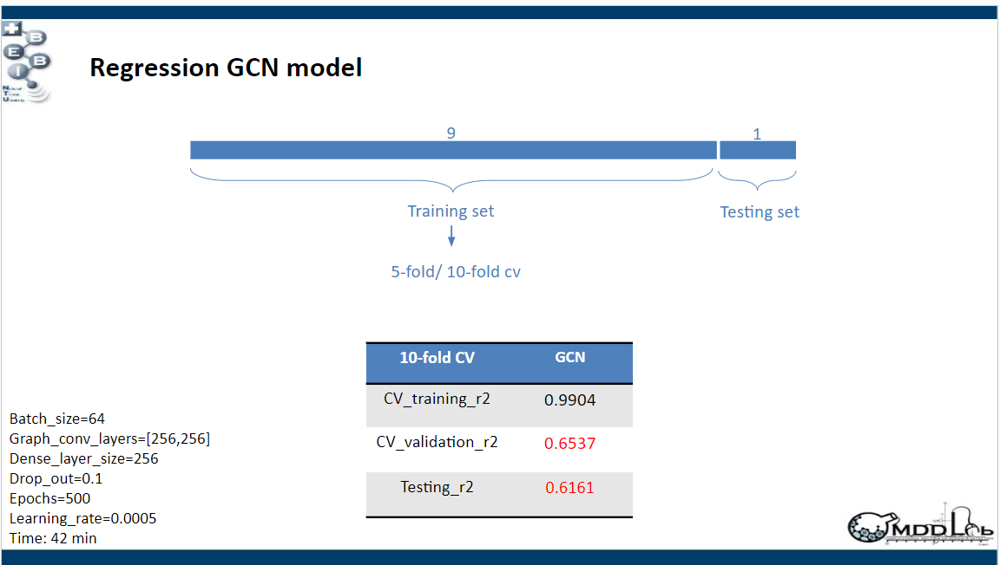 B
E
B
I
Regression GCN model
9
1
Training set
Testing set
5-fold/ 10-fold cv
10-fold CV GCN
CV_training_r2 0.9904
CV_validation_r2 0.6537
Testing_r2 0.6161
Batch_size=64
Graph_conv_layers=[256,256]
Dense_layer_size=256
Drop_out=0.1
Epochs=500
Learning_rate=0.0005
Time: 42 min
MDDLab